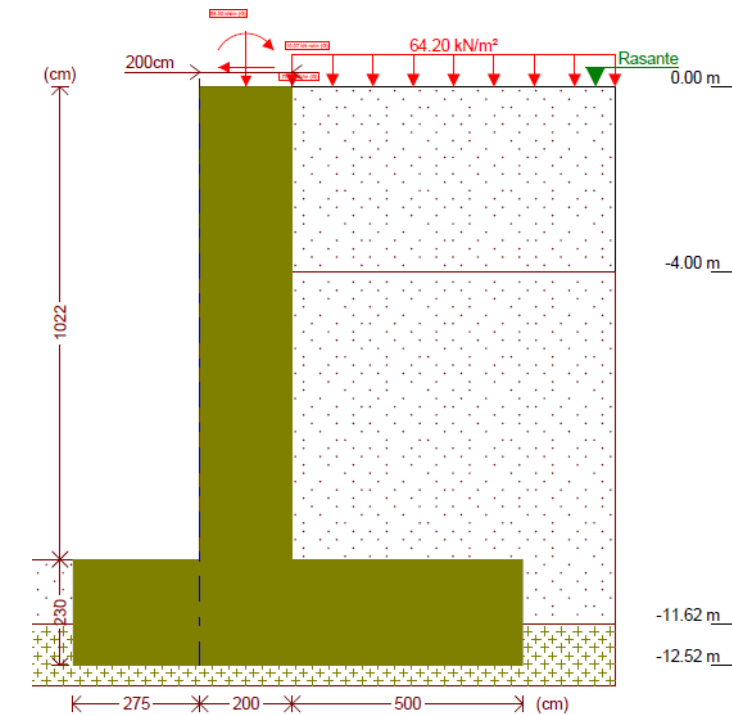 64.20 kN/m²
Rasante
200cm
(cm)
0.00 m
-4.00 m
1022
230
-11.62 m
-12.52 m
275
200
500
(cm)